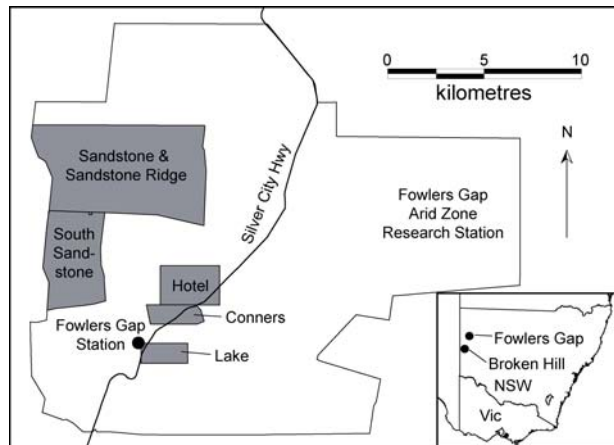 0 5 10
kilometres
N
Sandstone &
Sandstone Ridge
Silver City Hwy
Fowlers Gap
Arid Zone
Research Station
South
Sand-
stone
Hotel
Conners
Fowlers Gap
Station
Lake
Fowlers Gap
Broken Hill
NSW
Vic